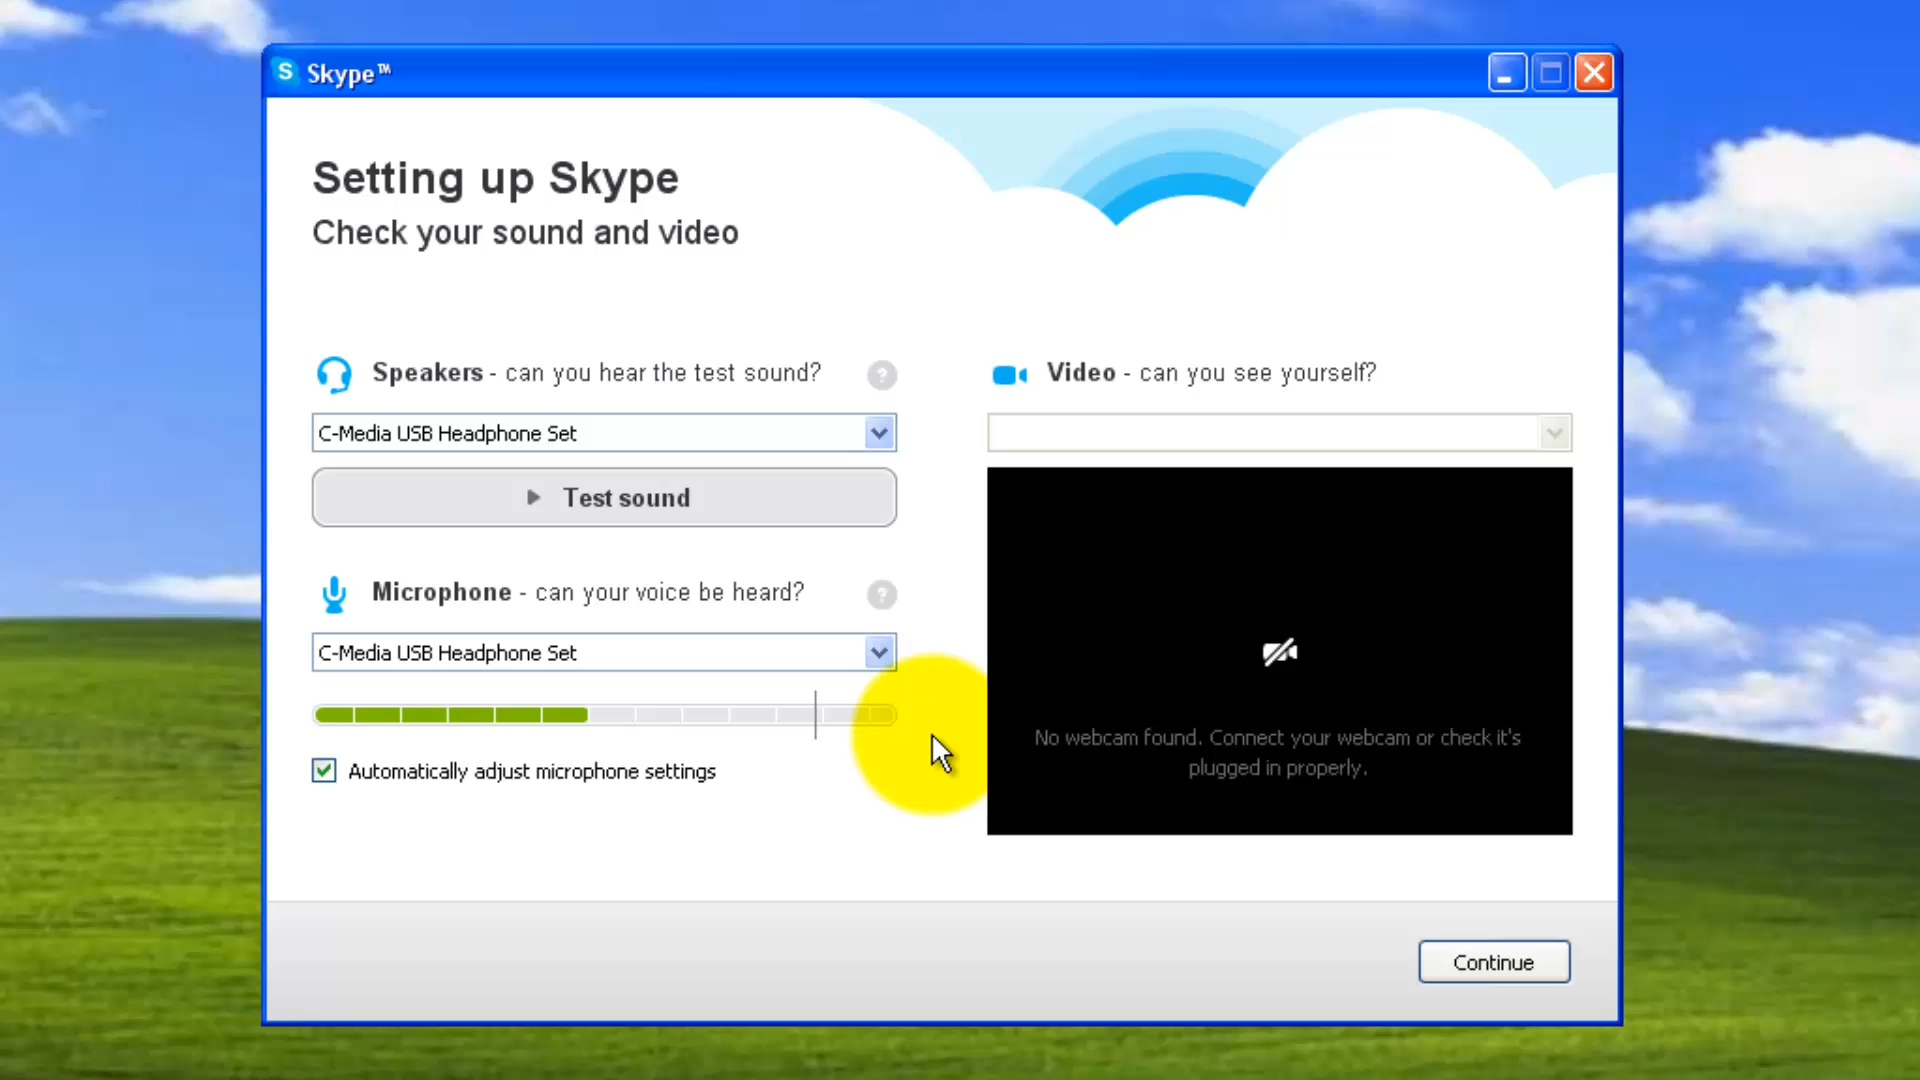 Skype™
Setting up Skype
Check your sound and video
Speakers - can you hear the test sound?
?
C-Media USB Headphone Set
Test sound
Microphone - can your voice be heard?
?
C-Media USB Headphone Set
Automatically adjust microphone settings
Video - can you see yourself?
No webcam found. Connect your webcam or check it's
plugged in properly.
Continue